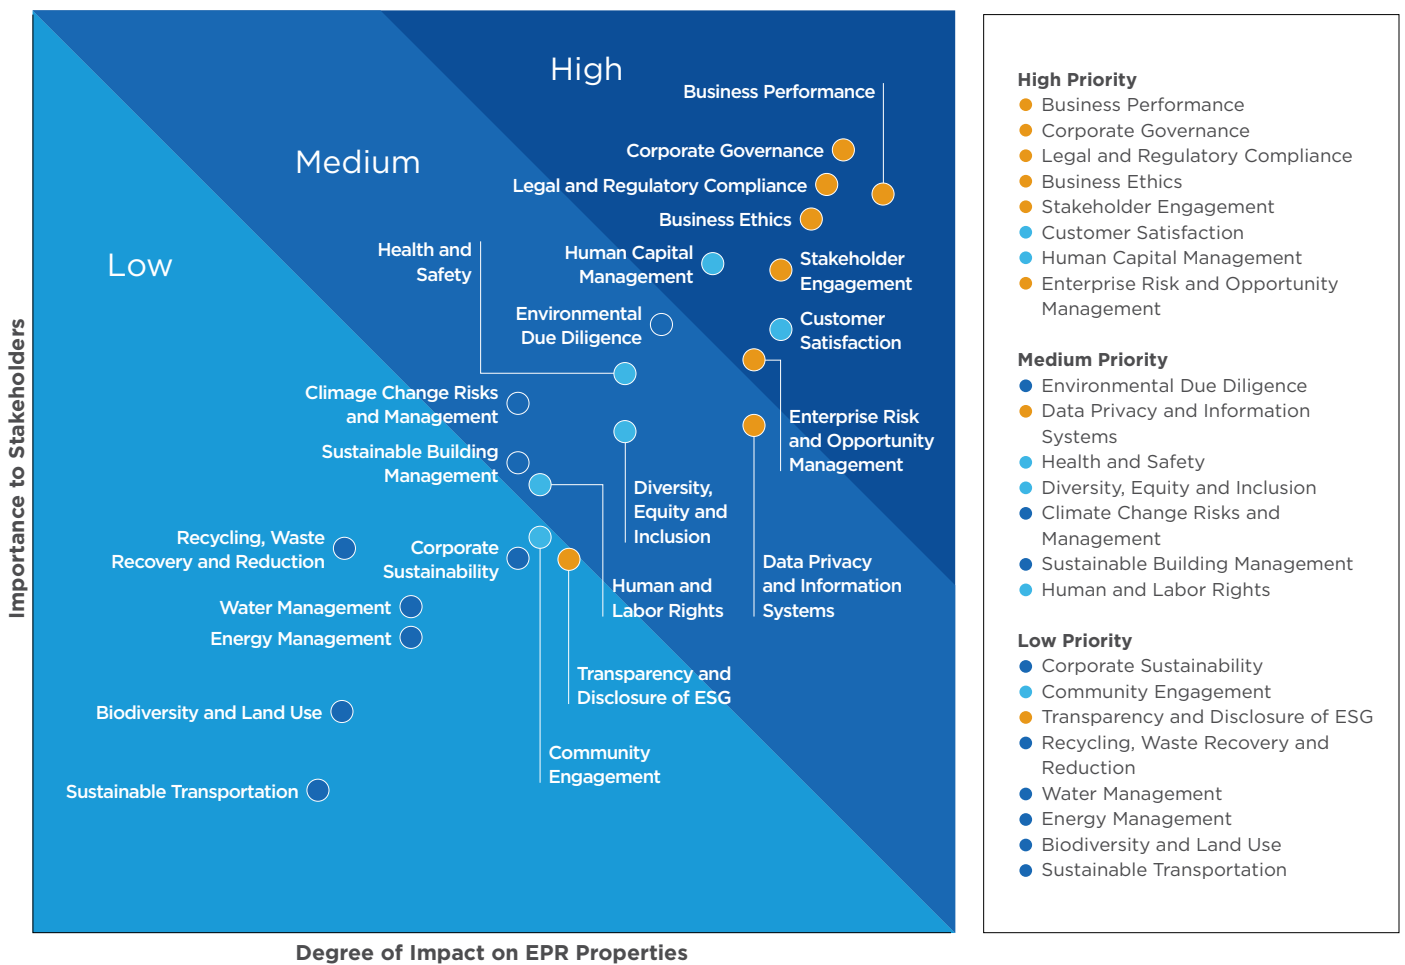 High
Business Performance
Corporate Governance
Medium
Legal and Regulatory Compliance
Business Ethics
Health and
Safety
Human Capital
Management
Stakeholder
Engagement
Low
Environmental
Due Diligence
Customer
Satisfaction
Climage Change Risks
and Management
Enterprise Risk
and Opportunity
Management
Sustainable Building
Management
Diversity,
Equity and
Inclusion
Recycling, Waste
Recovery and Reduction
Corporate
Sustainability
Data Privacy
and Information
Systems
Human and
Labor Rights
Water Management
Energy Management
Transparency and
Disclosure of ESG
Biodiversity and Land Use
Community
Engagement
Sustainable Transportation
Importance to Stakeholders
Degree of Impact on EPR Properties
High Priority
Business Performance
Corporate Governance
Legal and Regulatory Compliance
Business Ethics
Stakeholder Engagement
Customer Satisfaction
Human Capital Management
Enterprise Risk and Opportunity
Management
Medium Priority
Environmental Due Diligence
Data Privacy and Information
Systems
Health and Safety
Diversity, Equity and Inclusion
Climate Change Risks and
Management
Sustainable Building Management
Human and Labor Rights
Low Priority
Corporate Sustainability
Community Engagement
Transparency and Disclosure of ESG
Recycling, Waste Recovery and
Reduction
Water Management
Energy Management
Biodiversity and Land Use
Sustainable Transportation